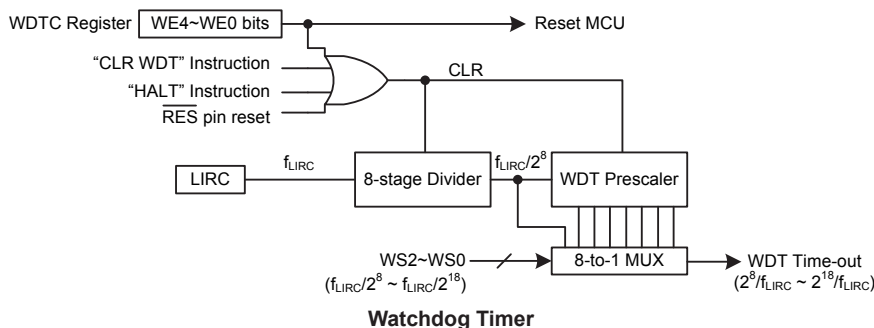 WDTC Register WE4~WE0 bits Reset MCU
“CLR WDT” Instruction
CLR
“HALT” Instruction
RES pin reset
LIRC
fLIRC
8-stage Divider
fLIRC/2^8
WDT Prescaler
WS2~WS0
(fLIRC/2^8 ~ fLIRC/2^18)
8-to-1 MUX
WDT Time-out
(2^8/fLIRC ~ 2^18/fLIRC)
Watchdog Timer